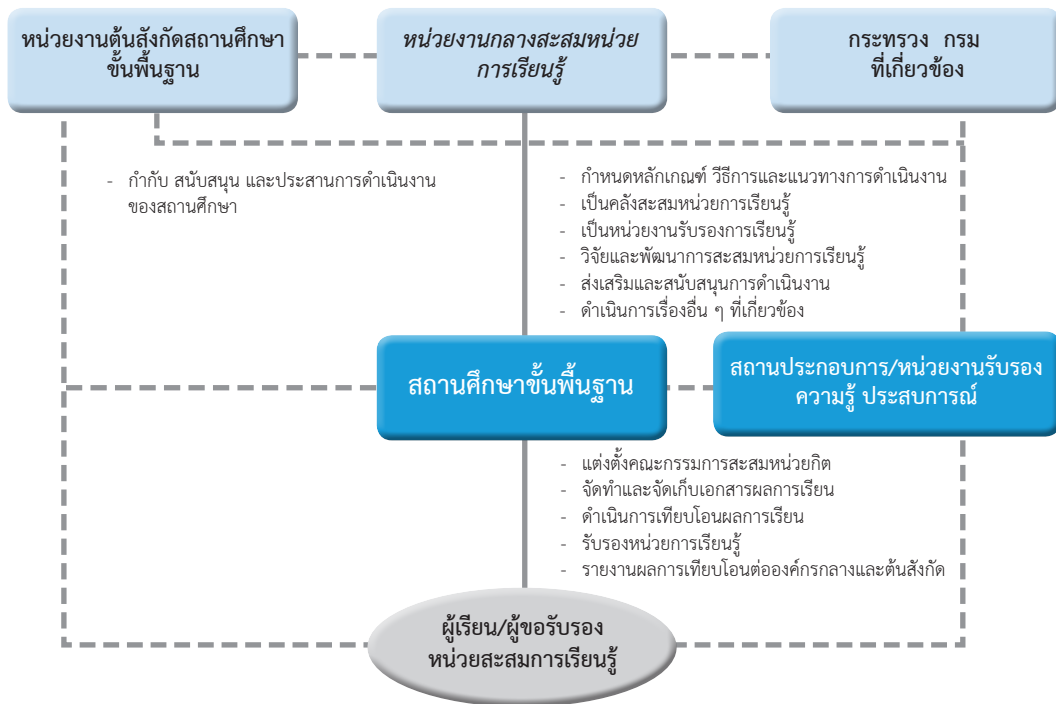 หน่วยงานต้นสังกัดสถานศึกษา
ขั้นพื้นฐาน
หน่วยงานกลางสะสมหน่วย
การเรียนรู้
กระทรวง กรม
ที่เกี่ยวข้อง
- กำกับ สนับสนุน และประสานการดำเนินงาน
ของสถานศึกษา
- กำหนดหลักเกณฑ์ วีธีการและแนวทางการดำเนินงาน
- เป็นคลังสะสมหน่วยการเรียนรู้
- เป็นหน่วยงานรับรองการเรียนรู้
- วิจัยและพัฒนาการสะสมหน่วยการเรียนรู้
- ส่งเสริมและสนับสนุนการดำเนินงาน
- ดำเนินการเรื่องอื่น ๆ ที่เกี่ยวข้อง
สถานศึกษาขั้นพื้นฐาน
สถานประกอบการ/หน่วยงานรับรอง
ความรู้ ประสบการณ์
- แต่งตั้งคณะกรรมการสะสมหน่วยกิต
- จัดทำและจัดเก็บเอกสารผลการเรียน
- ดำเนินการเทียบโอนผลการเรียน
- รับรองหน่วยการเรียนรู้
- รายงานผลการเทียบโอนต่อองค์กรกลางและต้นสังกัด
ผู้เรียน/ผู้ขอรับรอง
หน่วยสะสมการเรียนรู้